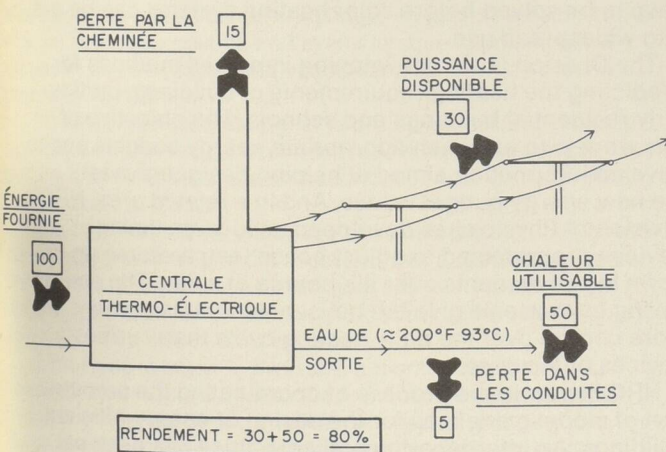 PERTE PAR LA
CHEMINÉE
15
PUISSANCE
DISPONIBLE
30
ÉNERGIE
FOURNIE
100
CENTRALE
THERMO-ÉLECTRIQUE
CHALEUR
UTILISABLE
50
EAU DE (≈200°F 93°C)
SORTIE
PERTE DANS
LES CONDUITES
5
RENDEMENT = 30+50 = 80%